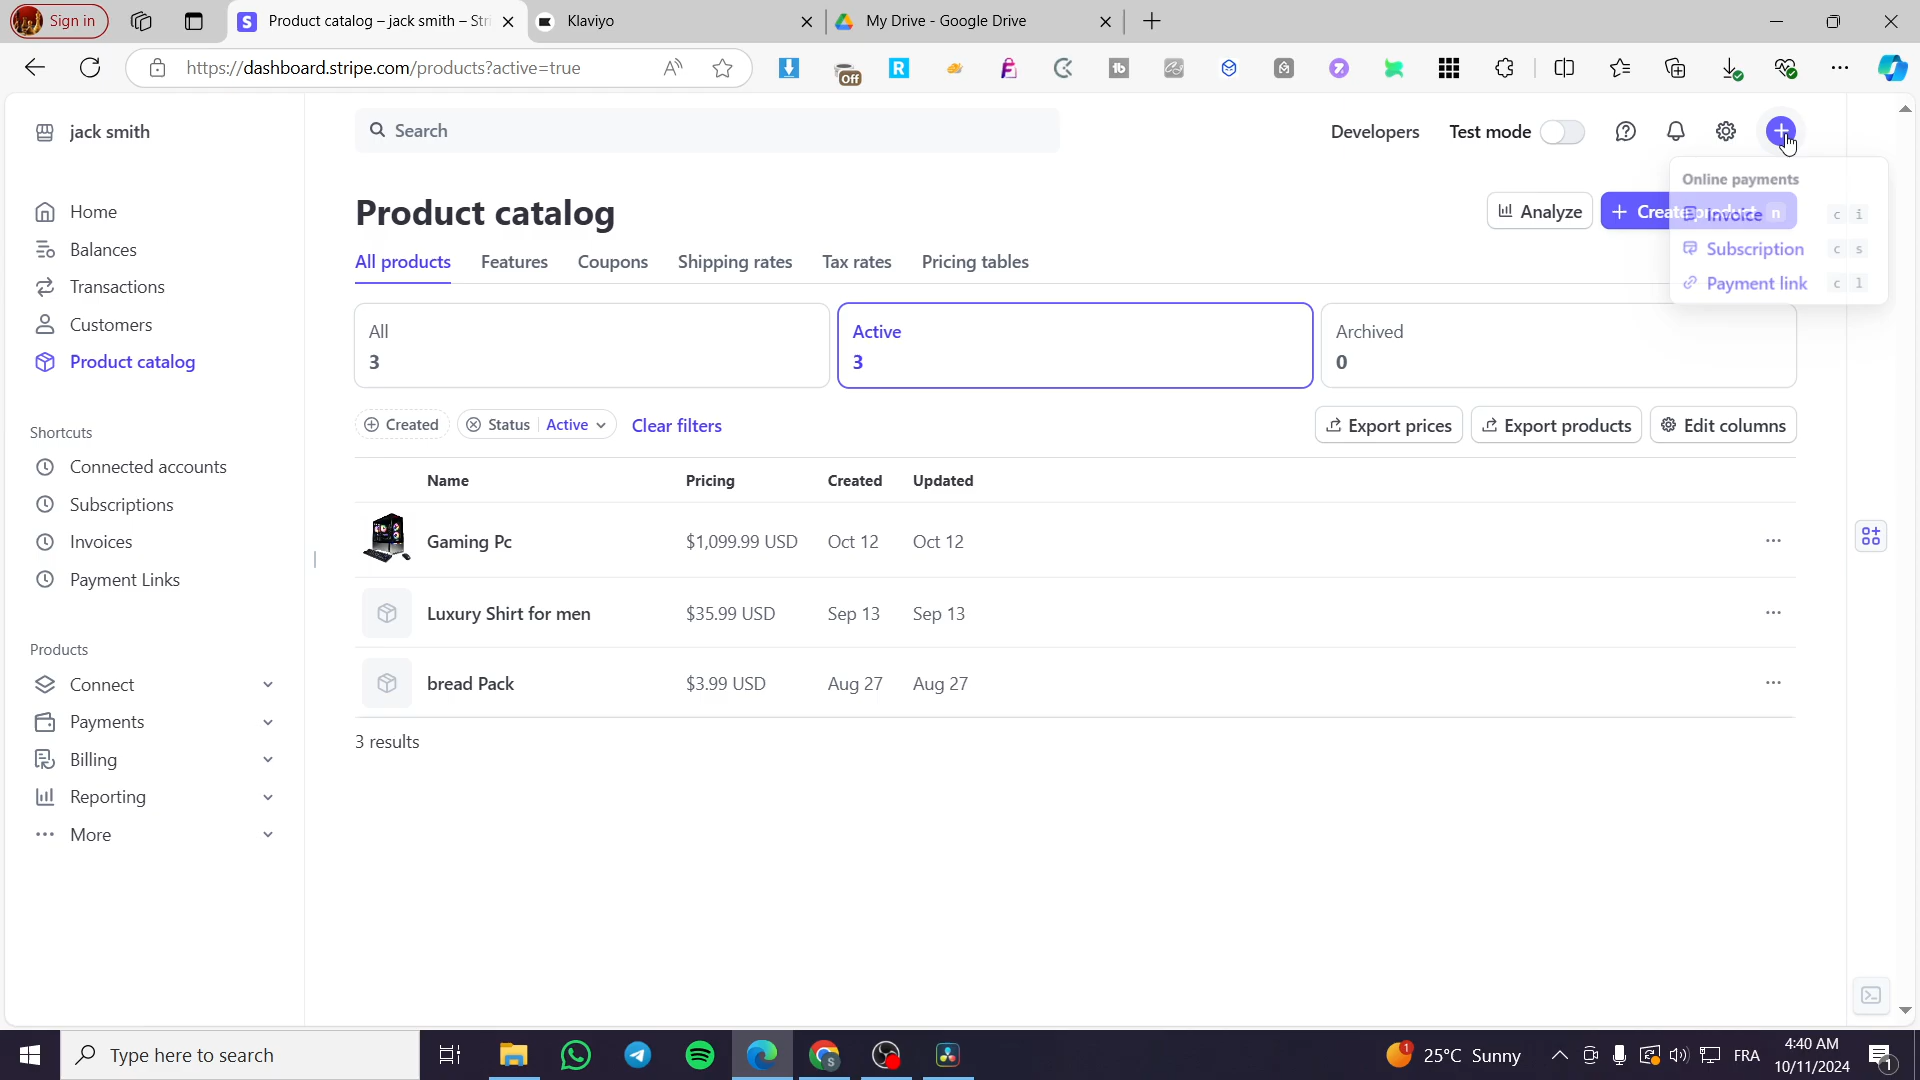 Sign in
Product catalog – jack smith – Stri
Klaviyo
My Drive - Google Drive
https://dashboard.stripe.com/products?active=true
Off
jack smith
Search
Developers
Test mode
Home
Balances
Transactions
Customers
Product catalog
Shortcuts
Connected accounts
Subscriptions
Invoices
Payment Links
Products
Connect
Payments
Billing
Reporting
More
Product catalog
Analyze
Create product n
Online payments
Invoice c i
Subscription c s
Payment link c l
All products Features Coupons Shipping rates Tax rates Pricing tables
All
3
Active
3
Archived
0
Created
Status Active
Clear filters
Export prices
Export products
Edit columns
Name Pricing Created Updated
Gaming Pc $1,099.99 USD Oct 12 Oct 12
Luxury Shirt for men $35.99 USD Sep 13 Sep 13
bread Pack $3.99 USD Aug 27 Aug 27
3 results
Type here to search
1
25°C Sunny
FRA
4:40 AM
10/11/2024
1